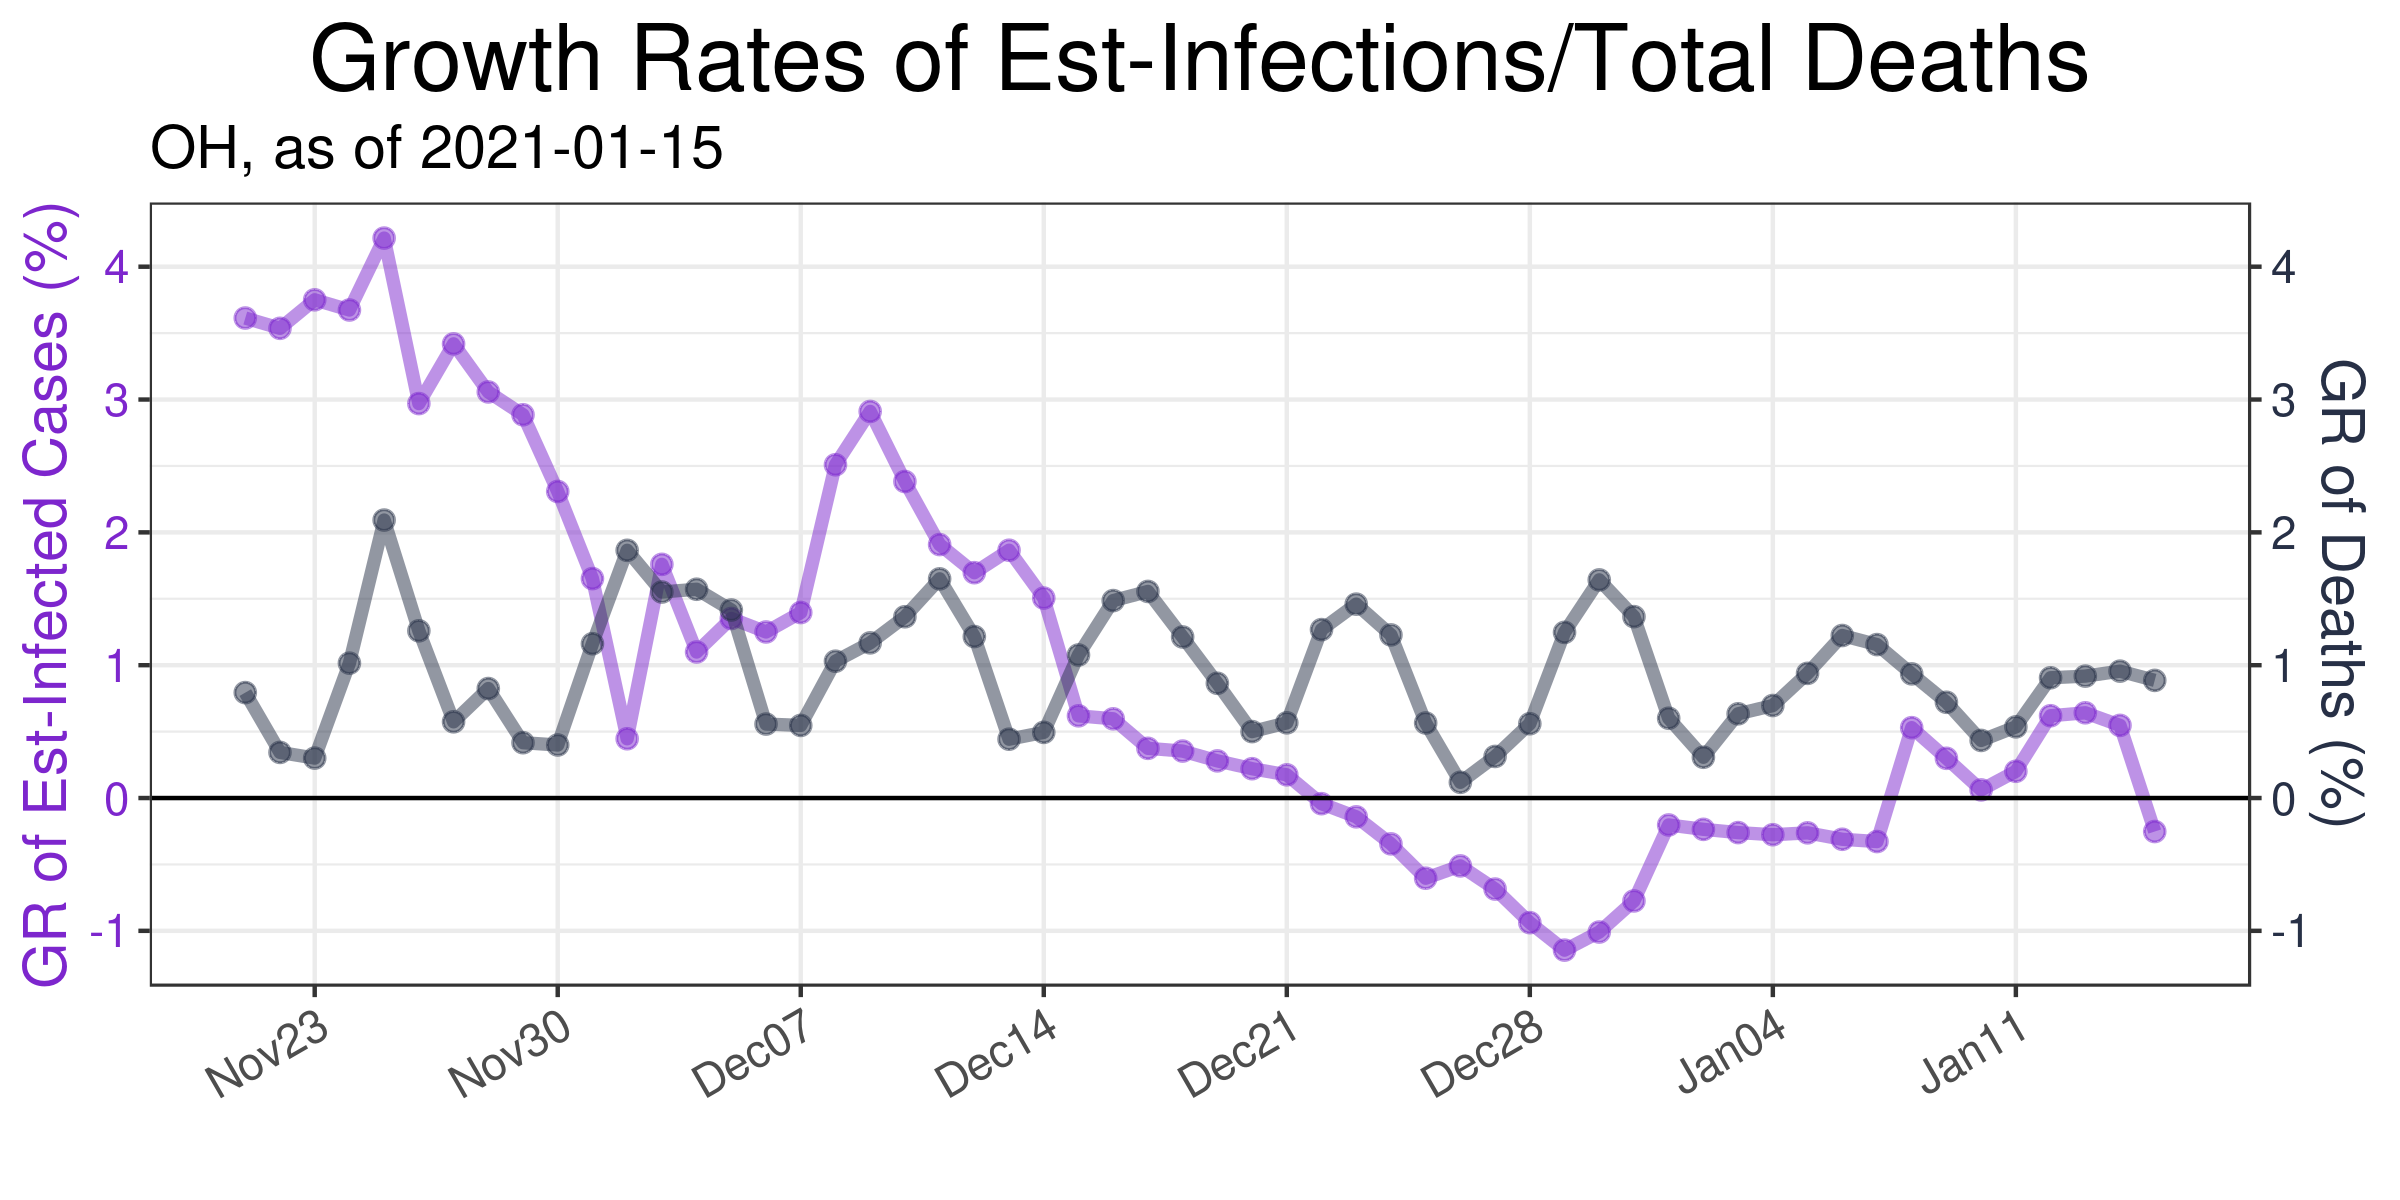 Growth Rates of Est-Infections/Total Deaths
OH, as of 2021-01-15
GR of Est-Infected Cases (%)
4
3
2
1
0
-1
4
3
2
1
0
-1
GR of Deaths (%)
Nov23
Nov30
Dec07
Dec14
Dec21
Dec28
Jan04
Jan11